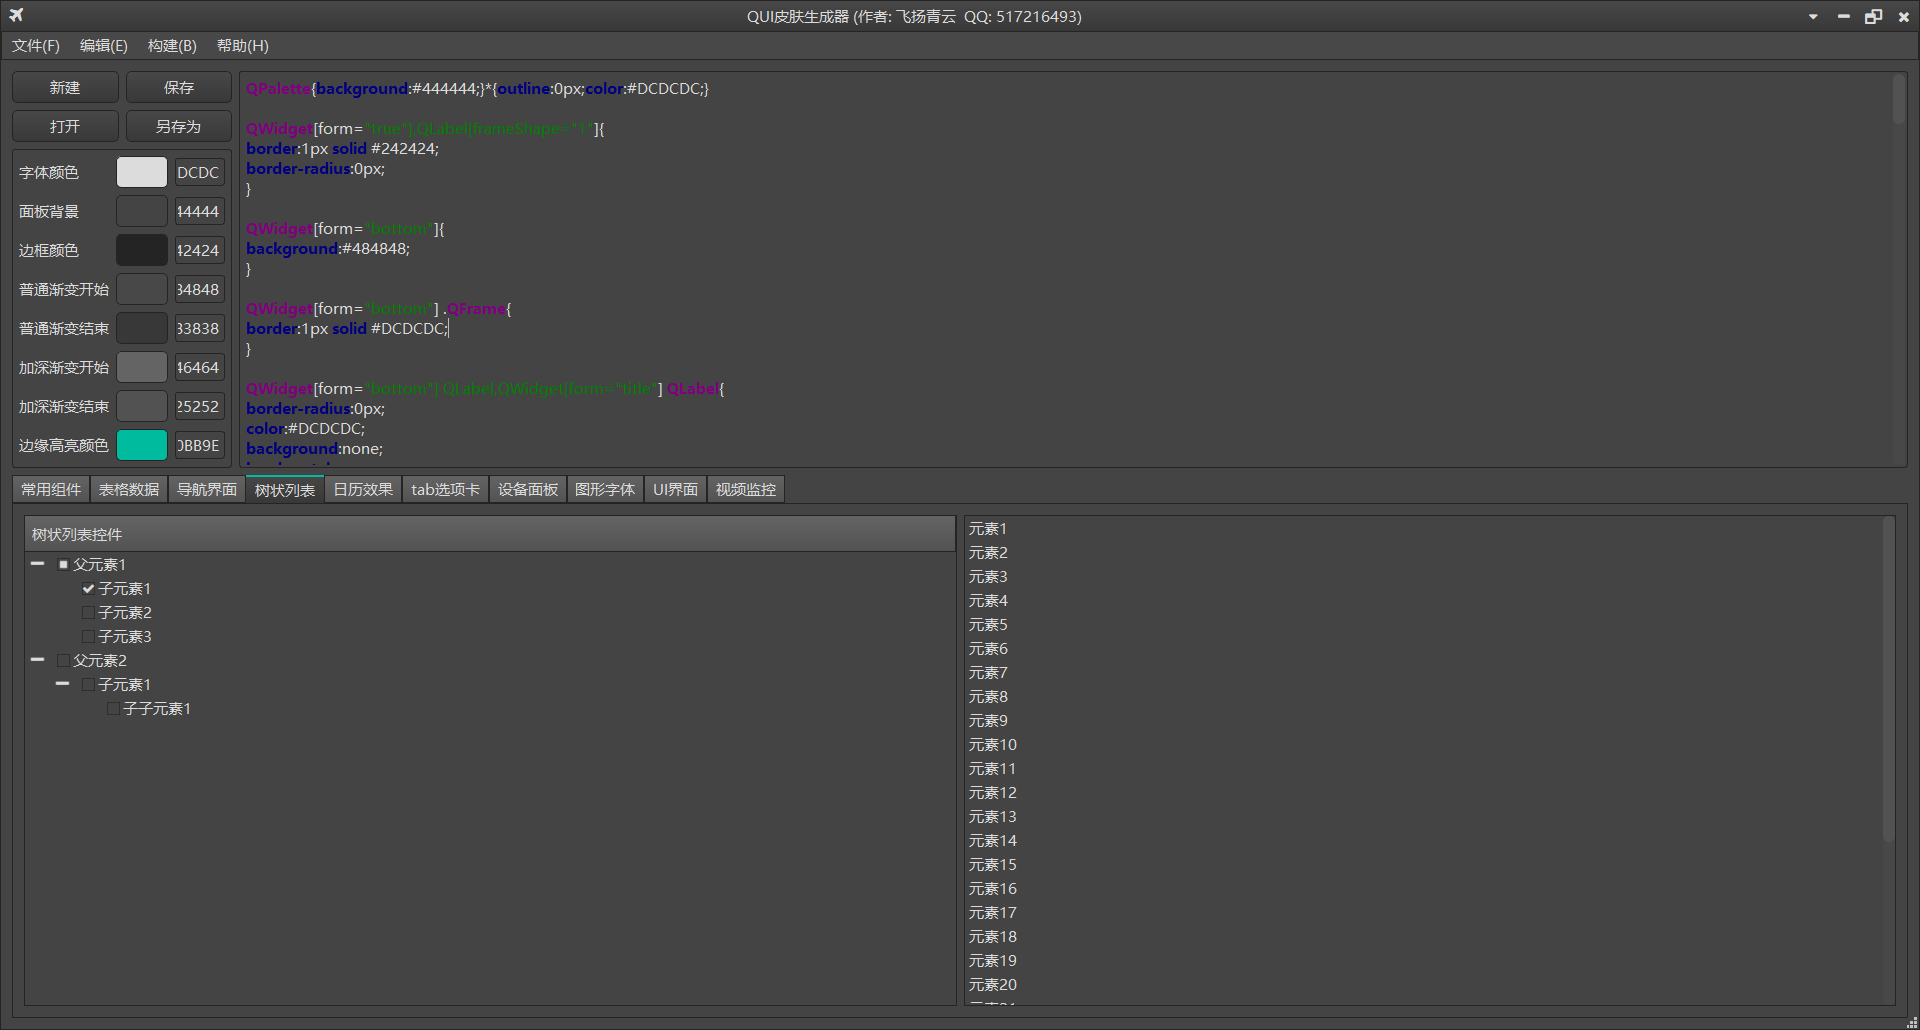 QUI皮肤生成器 (作者: 飞扬青云  QQ: 517216493)
文件(F) 编辑(E) 构建(B) 帮助(H)
新建 保存
打开 另存为
字体颜色 DCDC
面板背景 44444
边框颜色 42424
普通渐变开始 84848
普通渐变结束 83838
加深渐变开始 46464
加深渐变结束 25252
边缘高亮颜色 0BB9E
QPalette{background:#444444;}*{outline:0px;color:#DCDCDC;}
QWidget[form="true"],QLabel[frameShape="1"]{
border:1px solid #242424;
border-radius:0px;
}
QWidget[form="bottom"]{
background:#484848;
}
QWidget[form="bottom"] .QFrame{
border:1px solid #DCDCDC;
}
QWidget[form="bottom"] QLabel,QWidget[form="title"] QLabel{
border-radius:0px;
color:#DCDCDC;
background:none;
常用组件 表格数据 导航界面 树状列表 日历效果 tab选项卡 设备面板 图形字体 UI界面 视频监控
树状列表控件
父元素1
子元素1
子元素2
子元素3
父元素2
子元素1
子子元素1
元素1
元素2
元素3
元素4
元素5
元素6
元素7
元素8
元素9
元素10
元素11
元素12
元素13
元素14
元素15
元素16
元素17
元素18
元素19
元素20